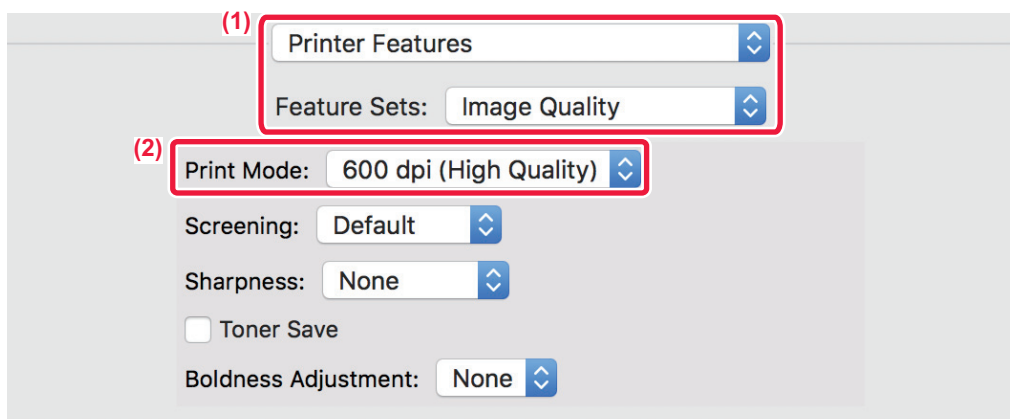 (1)
Printer Features
Feature Sets: Image Quality
(2)
Print Mode: 600 dpi (High Quality)
Screening: Default
Sharpness: None
Toner Save
Boldness Adjustment: None